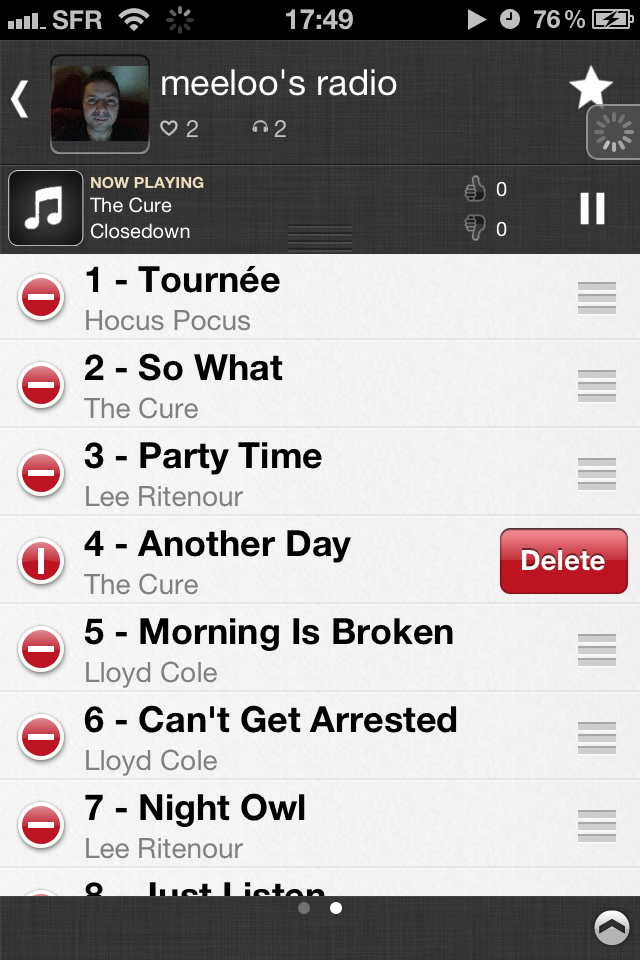 SFR 17:49 76%
meeloo's radio
2 2
NOW PLAYING
The Cure
Closedown
0
0
1 - Tournée
Hocus Pocus
2 - So What
The Cure
3 - Party Time
Lee Ritenour
4 - Another Day
The Cure
Delete
5 - Morning Is Broken
Lloyd Cole
6 - Can't Get Arrested
Lloyd Cole
7 - Night Owl
Lee Ritenour
8 - Just Listen